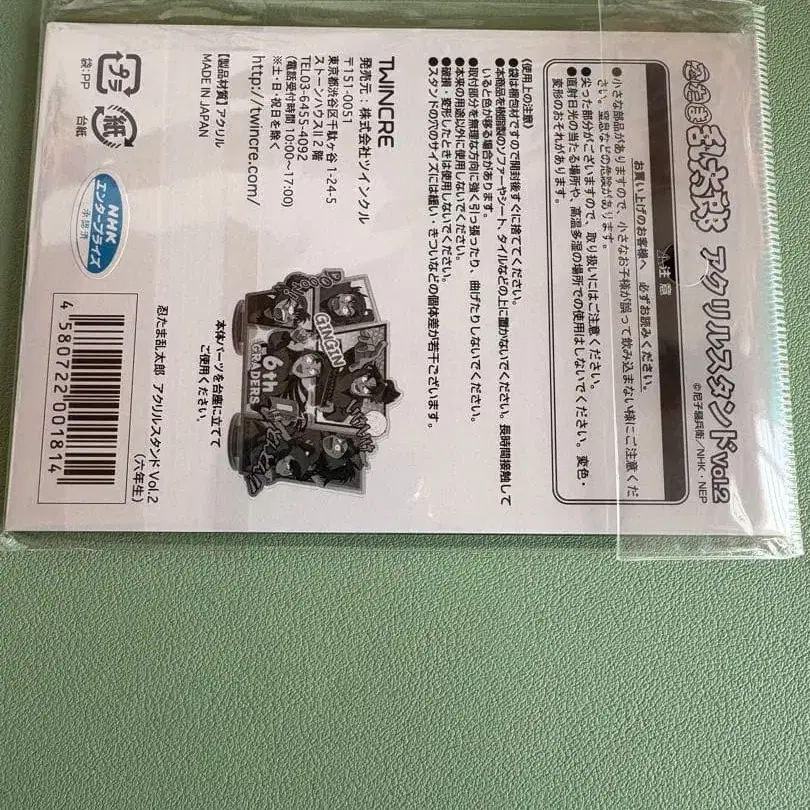 忍たま乱太郎
アクリルスタンドVol.2
©尼子騒兵衛/NHK・NEP
⚠注意
お買い上げのお客様へ 必ずお読みください。
●小さな部品がありますので、小さなお子様が誤って飲み込まない様にご注意くだ
さい。窒息などの危険があります。
●尖った部分がございますので、取り扱いにはご注意ください。
●直射日光の当たる場所や、高温多湿の場所での使用はしないでください。変色・
変形のおそれがあります。
〈使用上の注意〉
●袋は梱包材ですので開封後すぐに捨ててください。
●本商品を樹脂製のソファーやシート、タイルなどの上に置かないでください。長時間接触して
いると色が移る場合があります。
●取付部分を無理な方向に強く引っ張ったり、曲げたりしないでください。
●本来の用途以外に使用しないでください。
●破損、変形したときは使用しないでください。
●スタンドの穴のサイズには緩い・きついなどの個体差が若干ございます。
TWINCRE
発売元:株式会社ツインクル
〒151-0051
東京都渋谷区千駄ヶ谷 1-24-5
ストーンハウスII 2階
TEL03-6455-4092
(電話受付時間 10:00~17:00)
※土・日・祝日を除く
http://twincre.com/
【製品材質】アクリル
MADE IN JAPAN
プラ
袋:PP
紙
台紙
NHK
エンタープライズ
承認済
GINGIN
6th
GRADERS
本体パーツを台座に立てて
ご使用ください。
忍たま乱太郎 アクリルスタンド Vol.2
(六年生)
4 580722 001814